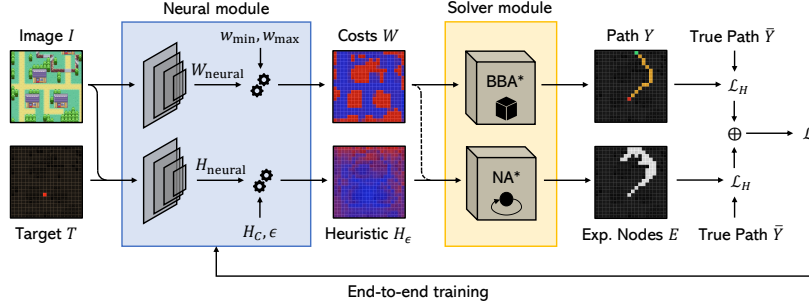 Neural module
Solver module
Image I
w_min, w_max
Costs W
Path Y
True Path Ȳ
W_neural
BBA*
ℒ_H
⊕
ℒ
H_neural
NA*
ℒ_H
Target T
H_C, ϵ
Heuristic H_ϵ
Exp. Nodes E
True Path Ȳ
End-to-end training